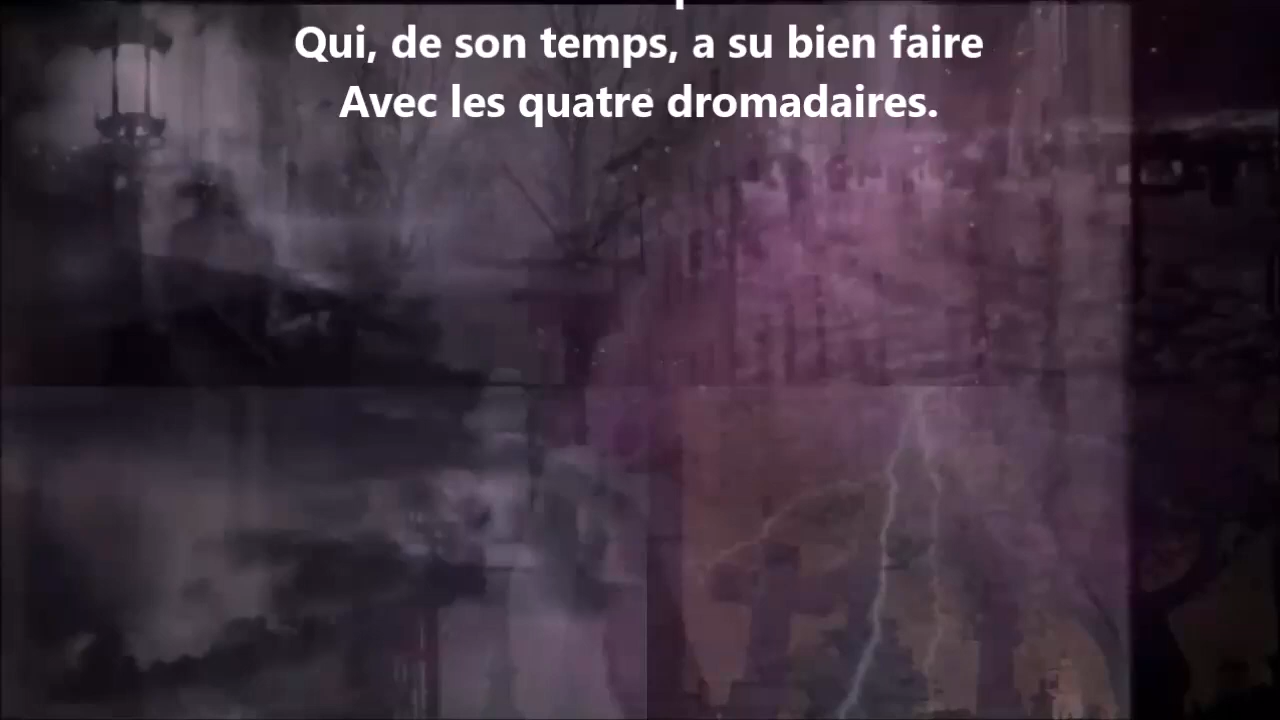 Qui, de son temps, a su bien faire
Avec les quatre dromadaires.